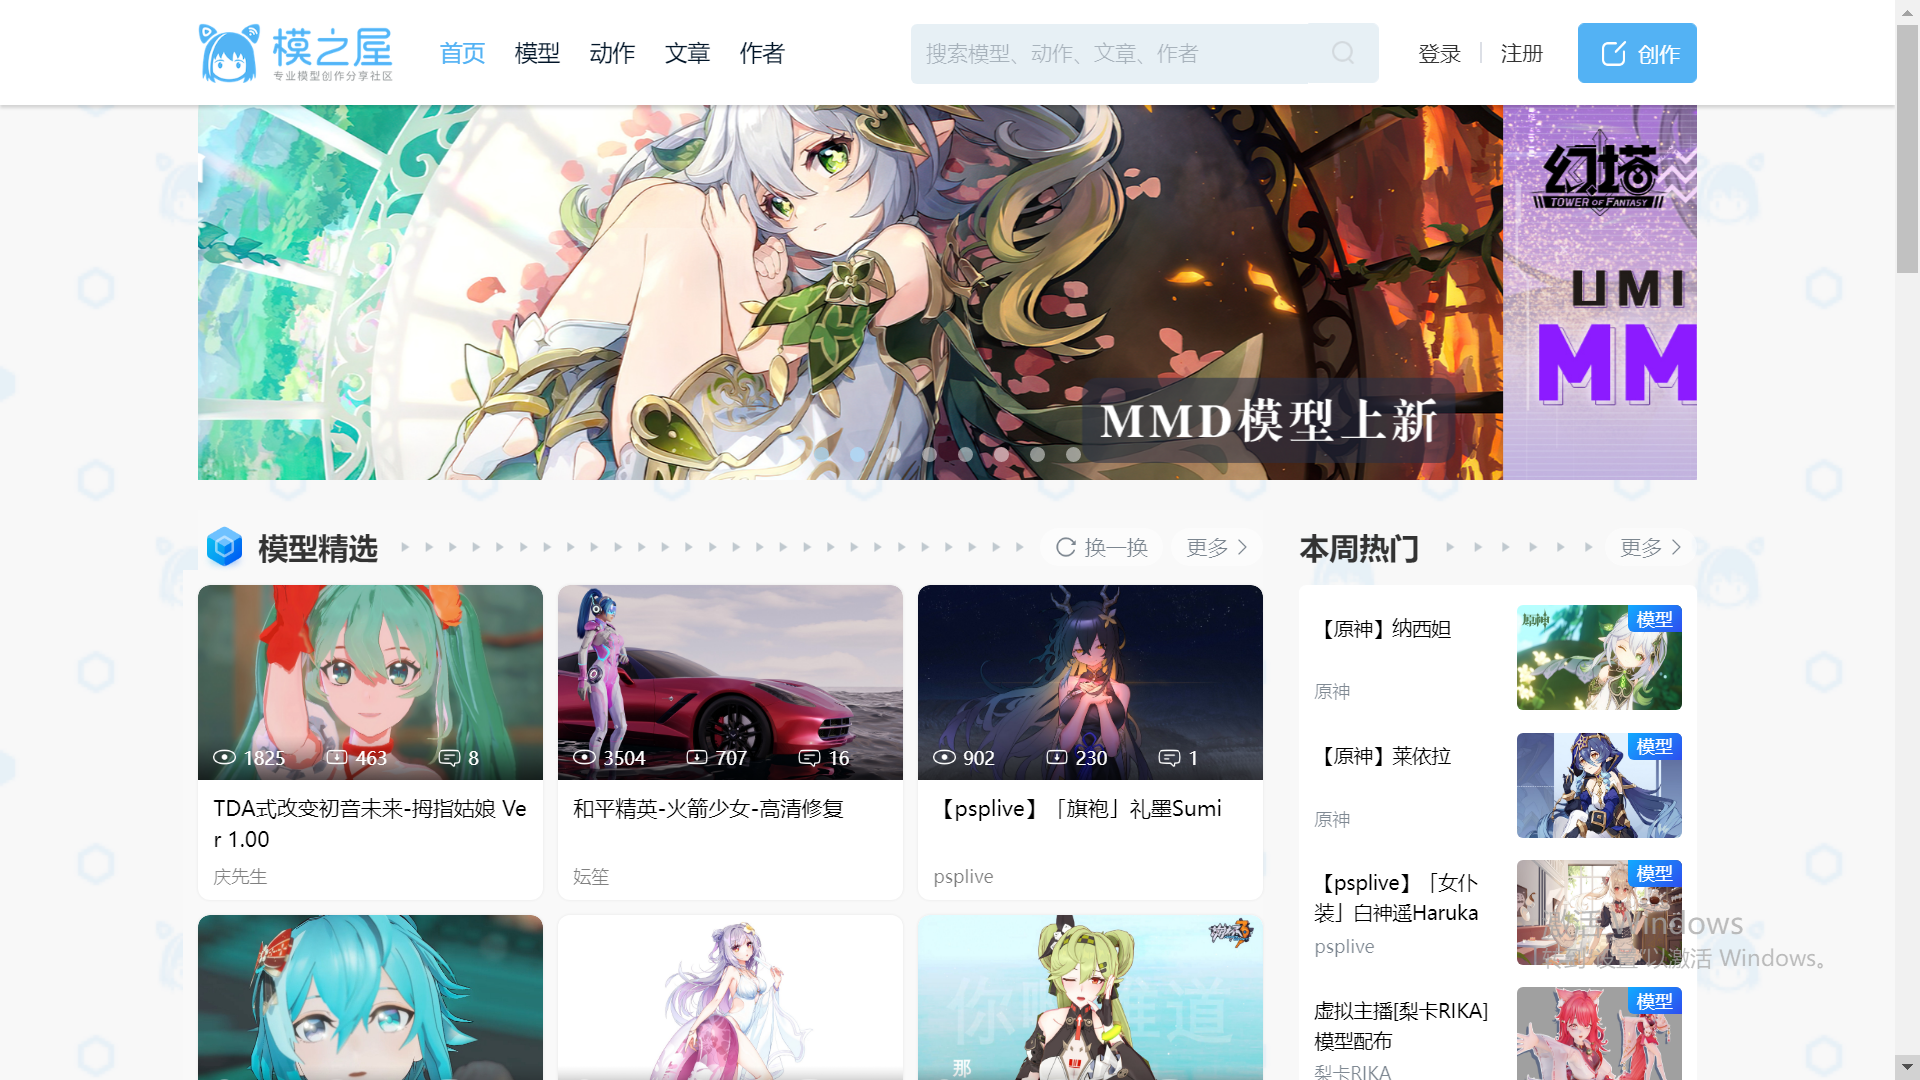 模之屋
专业模型创作分享社区
首页 模型 动作 文章 作者
搜索模型、动作、文章、作者
登录 注册 创作
幻塔
TOWER OF FANTASY
UMI
MM
MMD模型上新
模型精选
换一换 更多
本周热门
更多
1825 463 8
TDA式改变初音未来-拇指姑娘 Ve
r 1.00
庆先生
3504 707 16
和平精英-火箭少女-高清修复
妘笙
902 230 1
【psplive】「旗袍」礼墨Sumi
psplive
【原神】纳西妲
原神
原神
模型
【原神】莱依拉
原神
模型
【psplive】「女仆
装」白神遥Haruka
psplive
模型
激活 Windows
转到"设置"以激活 Windows。
虚拟主播[梨卡RIKA]
模型配布
梨卡RIKA
模型
那